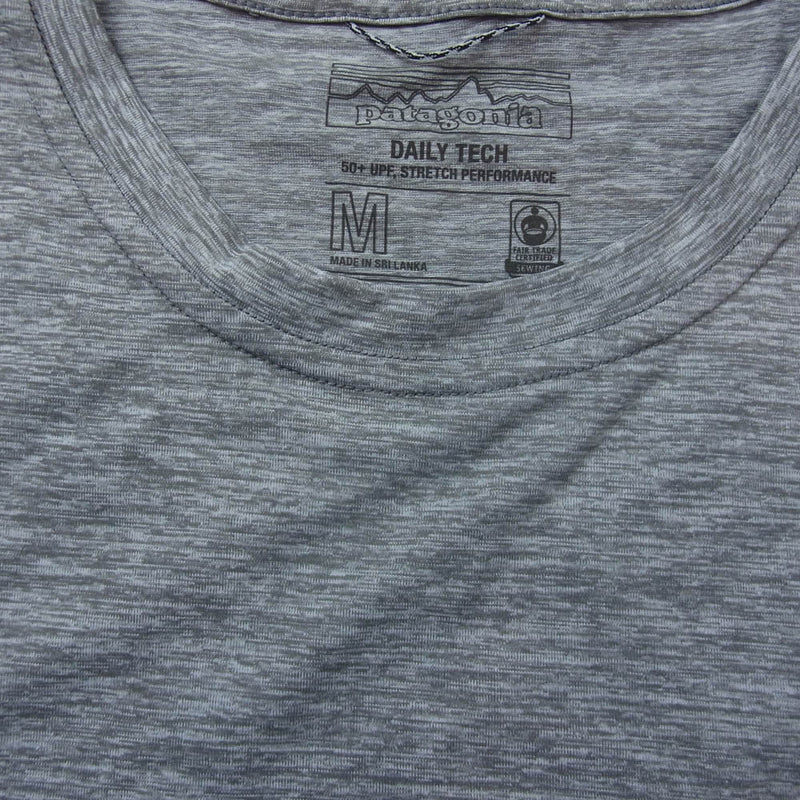 patagonia
DAILY TECH
50+ UPF, STRETCH PERFORMANCE
M
MADE IN SRI LANKA
FAIR TRADE
CERTIFIED
SEWING